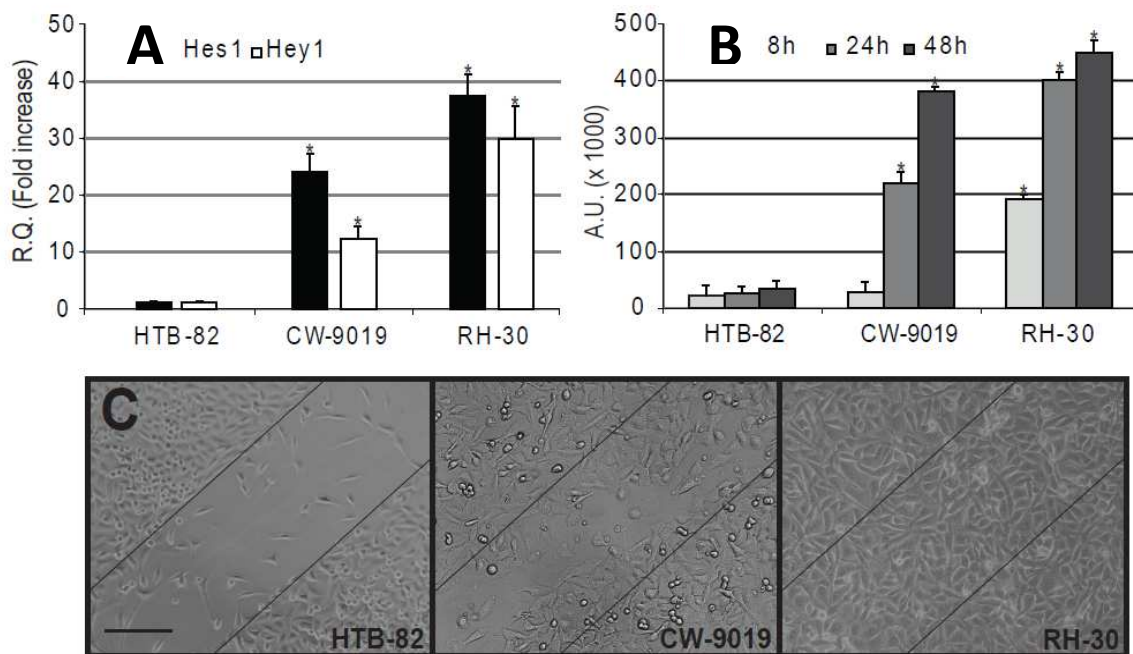 A
Hes1 Hey1
R.Q. (Fold increase)
50
40
30
20
10
0
* * * *
HTB-82 CW-9019 RH-30
B
8h 24h 48h
A.U. (x 1000)
500
400
300
200
100
0
* * * * *
HTB-82 CW-9019 RH-30
C
HTB-82 CW-9019 RH-30